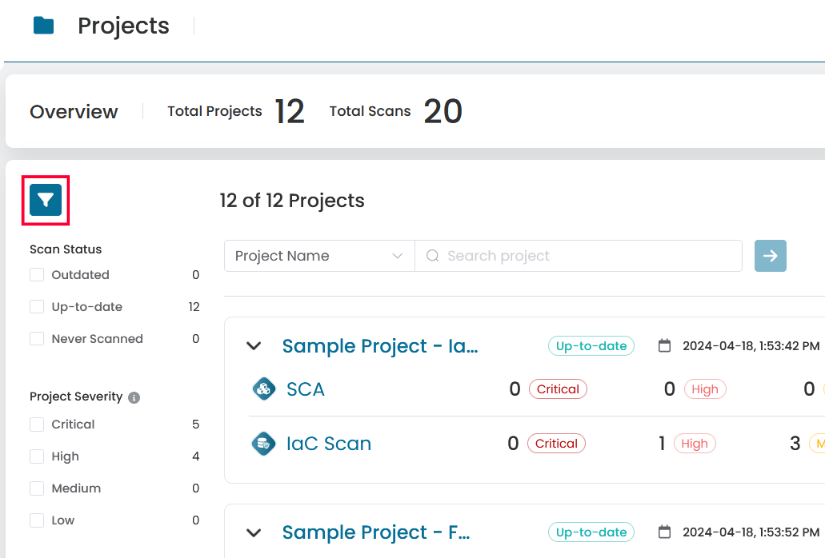 Projects
Overview Total Projects 12 Total Scans 20
12 of 12 Projects
Scan Status
Outdated 0
Up-to-date 12
Never Scanned 0
Project Severity
Critical 5
High 4
Medium 0
Low 0
Project Name Search project
Sample Project - Ia... Up-to-date 2024-04-18, 1:53:42 PM
SCA 0 Critical 0 High 0
IaC Scan 0 Critical 1 High 3 M
Sample Project - F... Up-to-date 2024-04-18, 1:53:52 PM